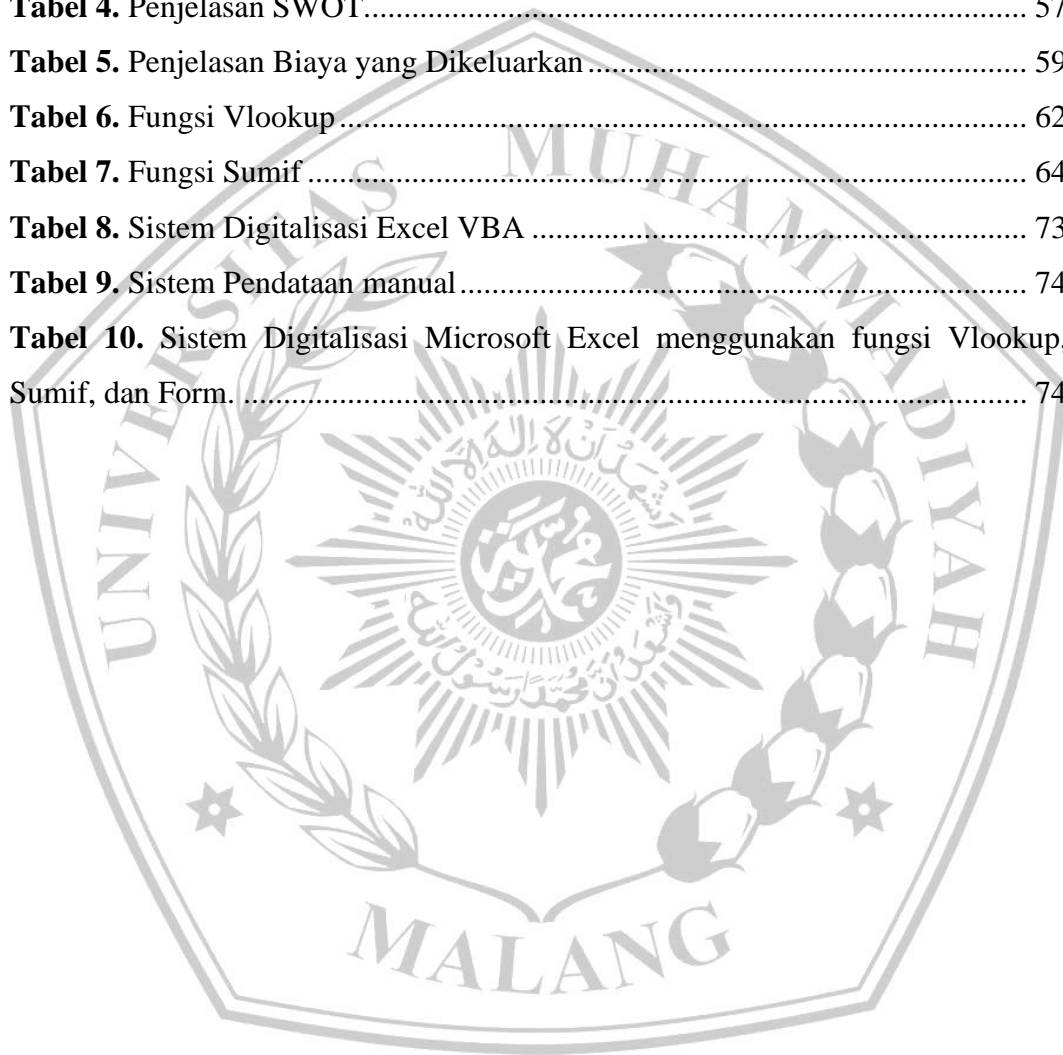 Tabel 4. Penjelasan SWOT.................................................................................... 57
Tabel 5. Penjelasan Biaya yang Dikeluarkan........................................................ 59
Tabel 6. Fungsi Vlookup....................................................................................... 62
Tabel 7. Fungsi Sumif ........................................................................................... 64
Tabel 8. Sistem Digitalisasi Excel VBA ............................................................... 73
Tabel 9. Sistem Pendataan manual........................................................................ 74
Tabel 10. Sistem Digitalisasi Microsoft Excel menggunakan fungsi Vlookup,
Sumif, dan Form. ................................................................................................... 74
UNIVERSITAS MUHAMMADIYAH
MALANG